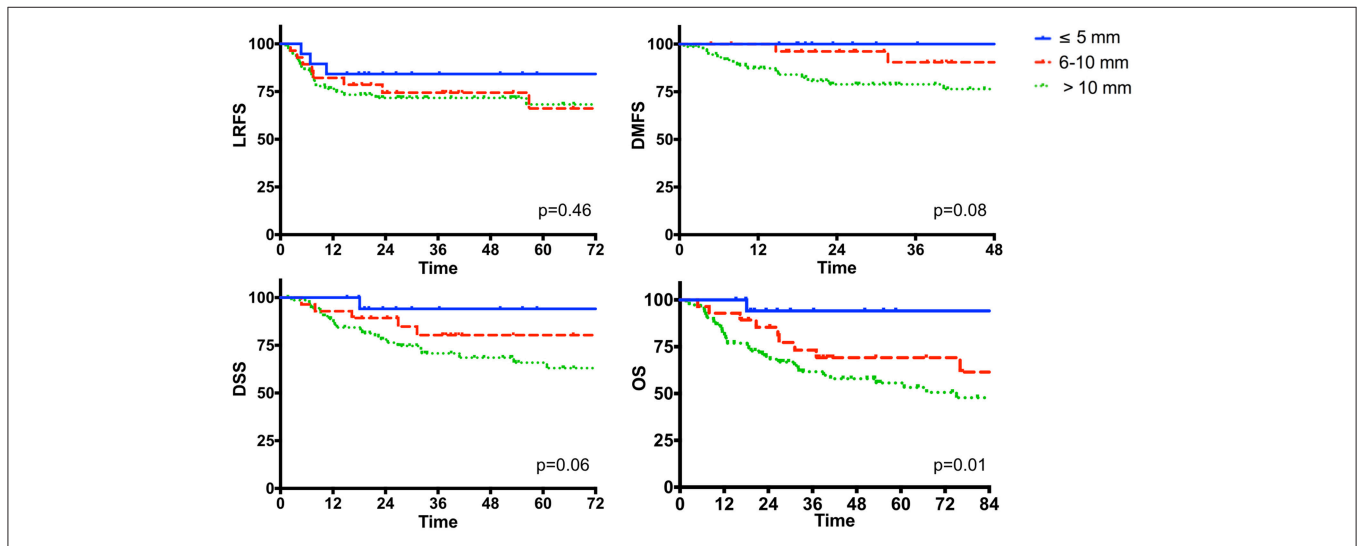 100
75
50
25
0
LRFS
p=0.46
0 12 24 36 48 60 72
Time
100
75
50
25
0
DMFS
p=0.08
0 12 24 36 48
Time
≤ 5 mm
6-10 mm
> 10 mm
100
75
50
25
0
DSS
p=0.06
0 12 24 36 48 60 72
Time
100
75
50
25
0
OS
p=0.01
0 12 24 36 48 60 72 84
Time